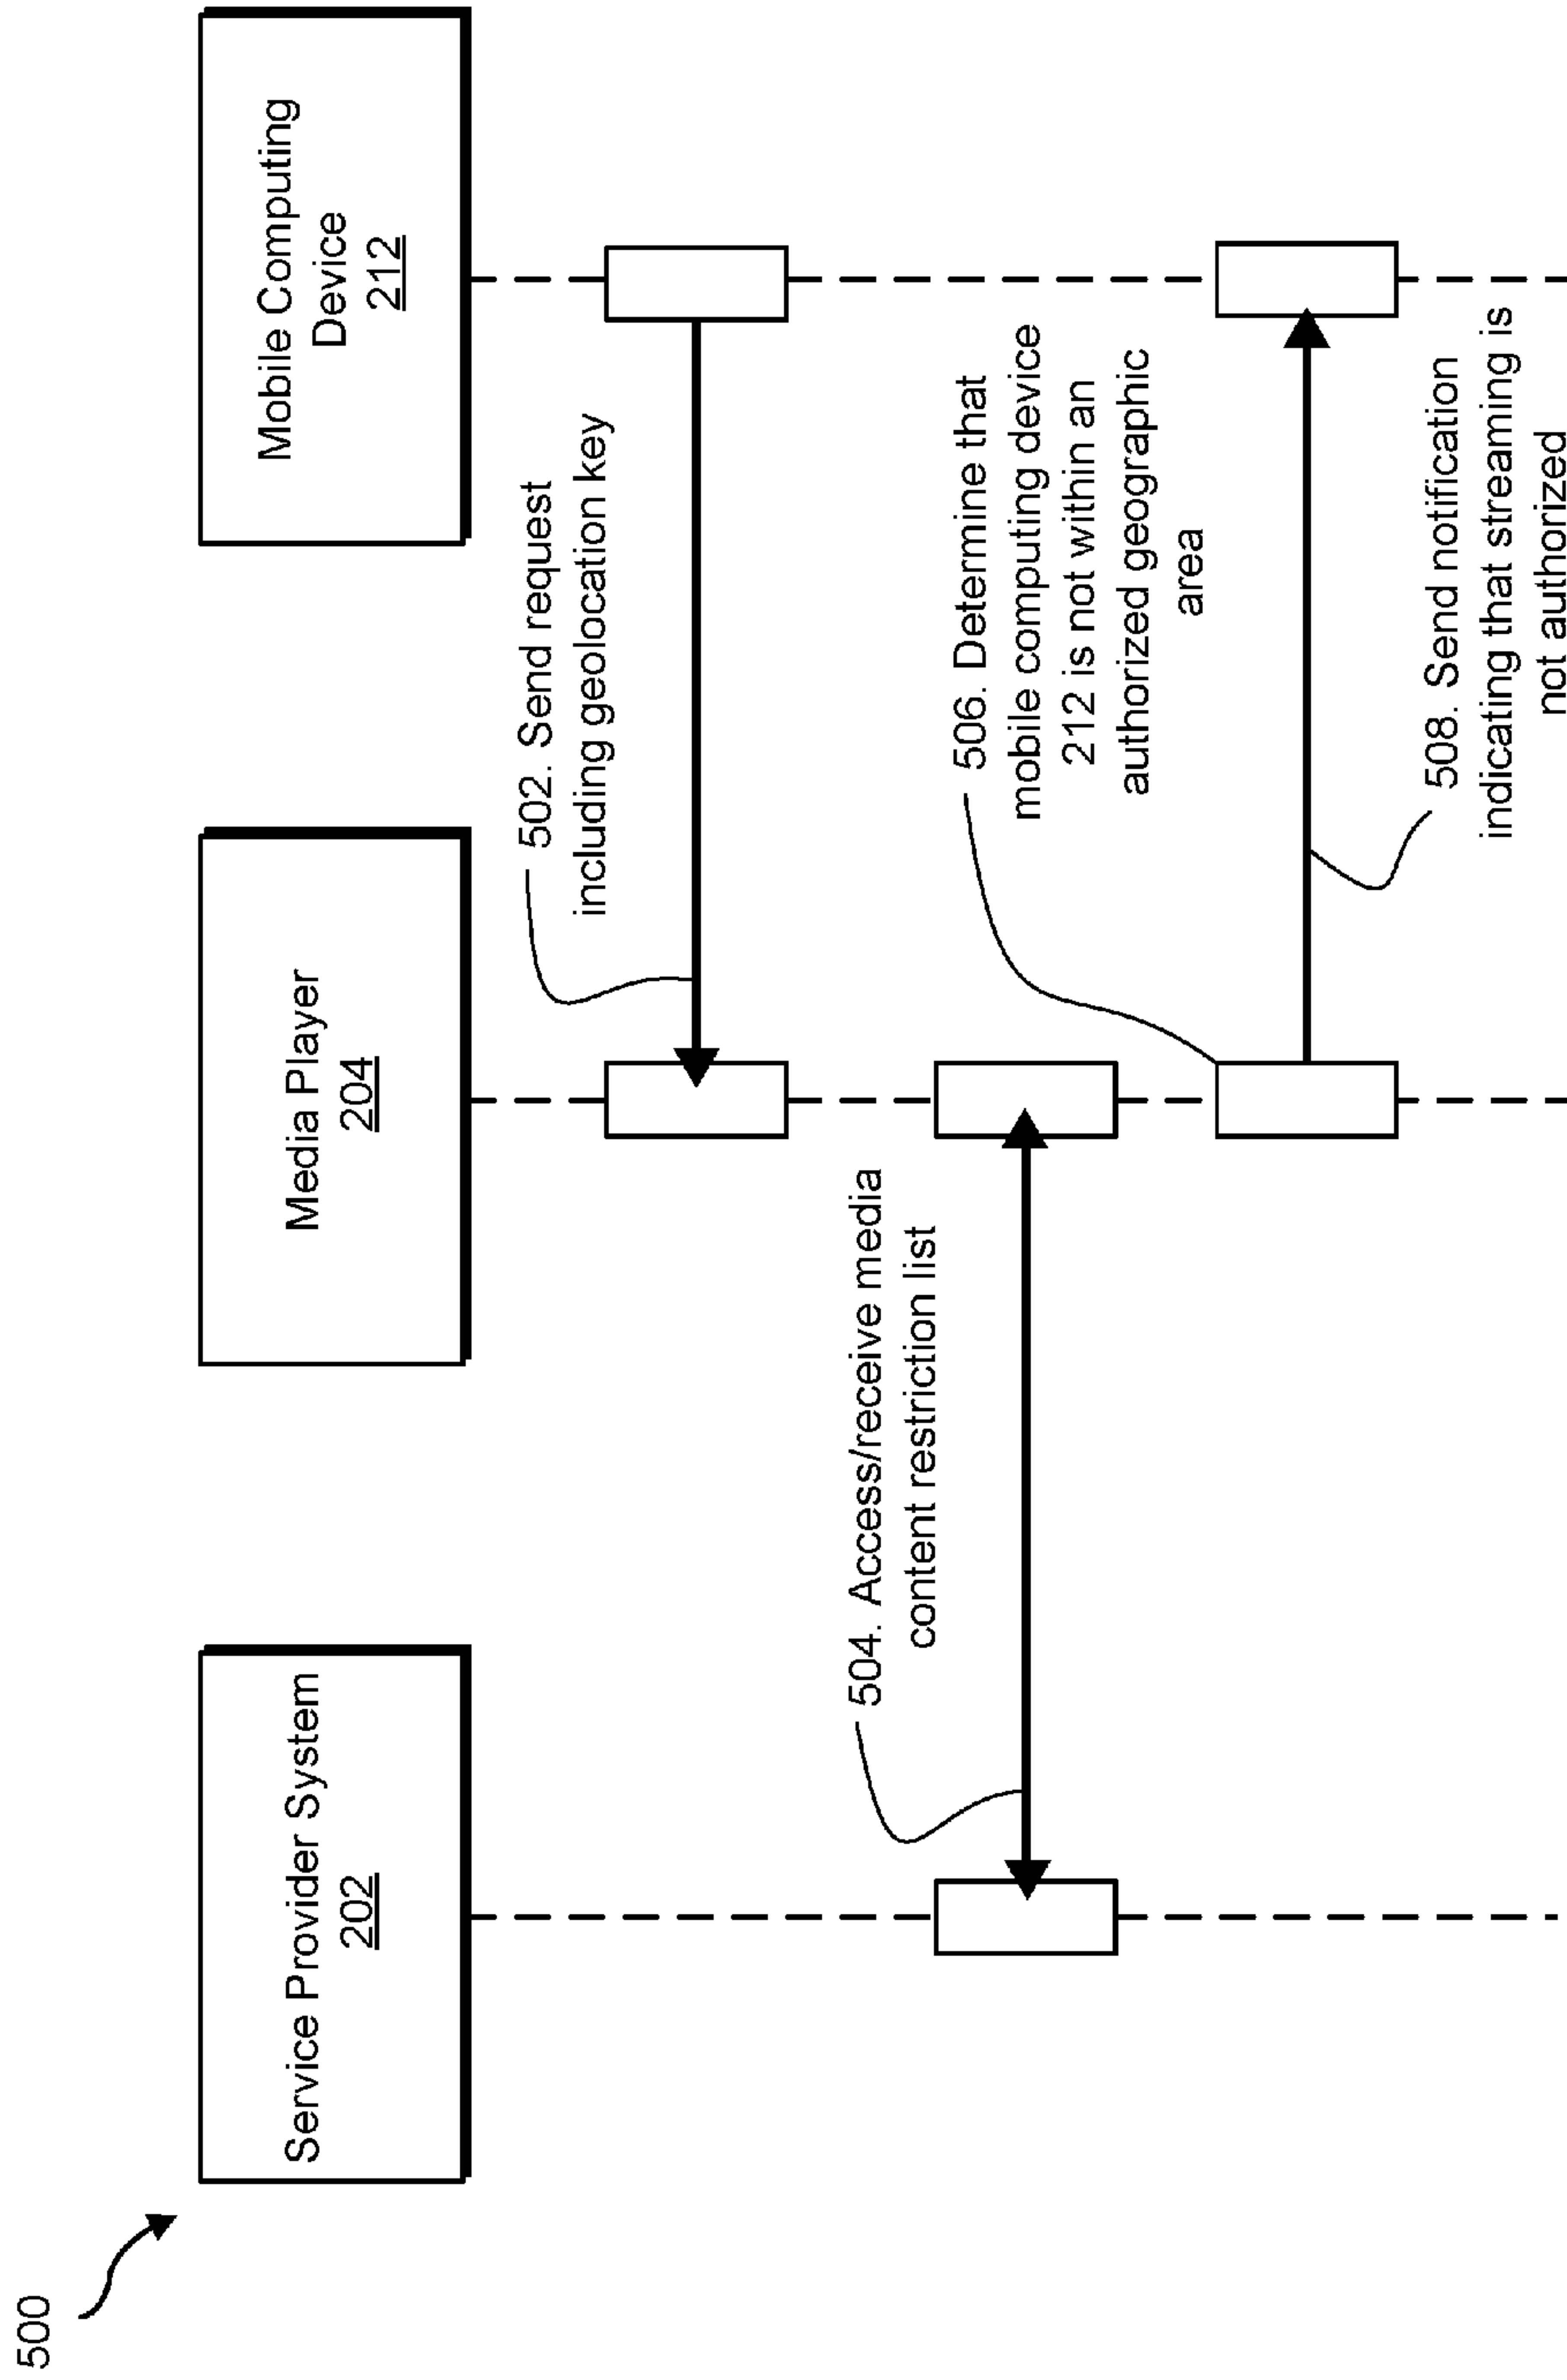 500
Service Provider System
202
Media Player
204
Mobile Computing
Device
212
502. Send request
including geolocation key
504. Access/receive media
content restriction list
506. Determine that
mobile computing device
212 is not within an
authorized geographic
area
508. Send notification
indicating that streaming is
not authorized